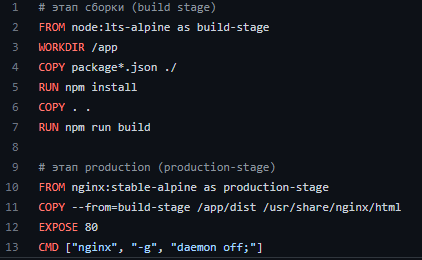 1 # этап сборки (build stage)
2 FROM node:lts-alpine as build-stage
3 WORKDIR /app
4 COPY package*.json ./
5 RUN npm install
6 COPY . .
7 RUN npm run build
8
9 # этап production (production-stage)
10 FROM nginx:stable-alpine as production-stage
11 COPY --from=build-stage /app/dist /usr/share/nginx/html
12 EXPOSE 80
13 CMD ["nginx", "-g", "daemon off;"]